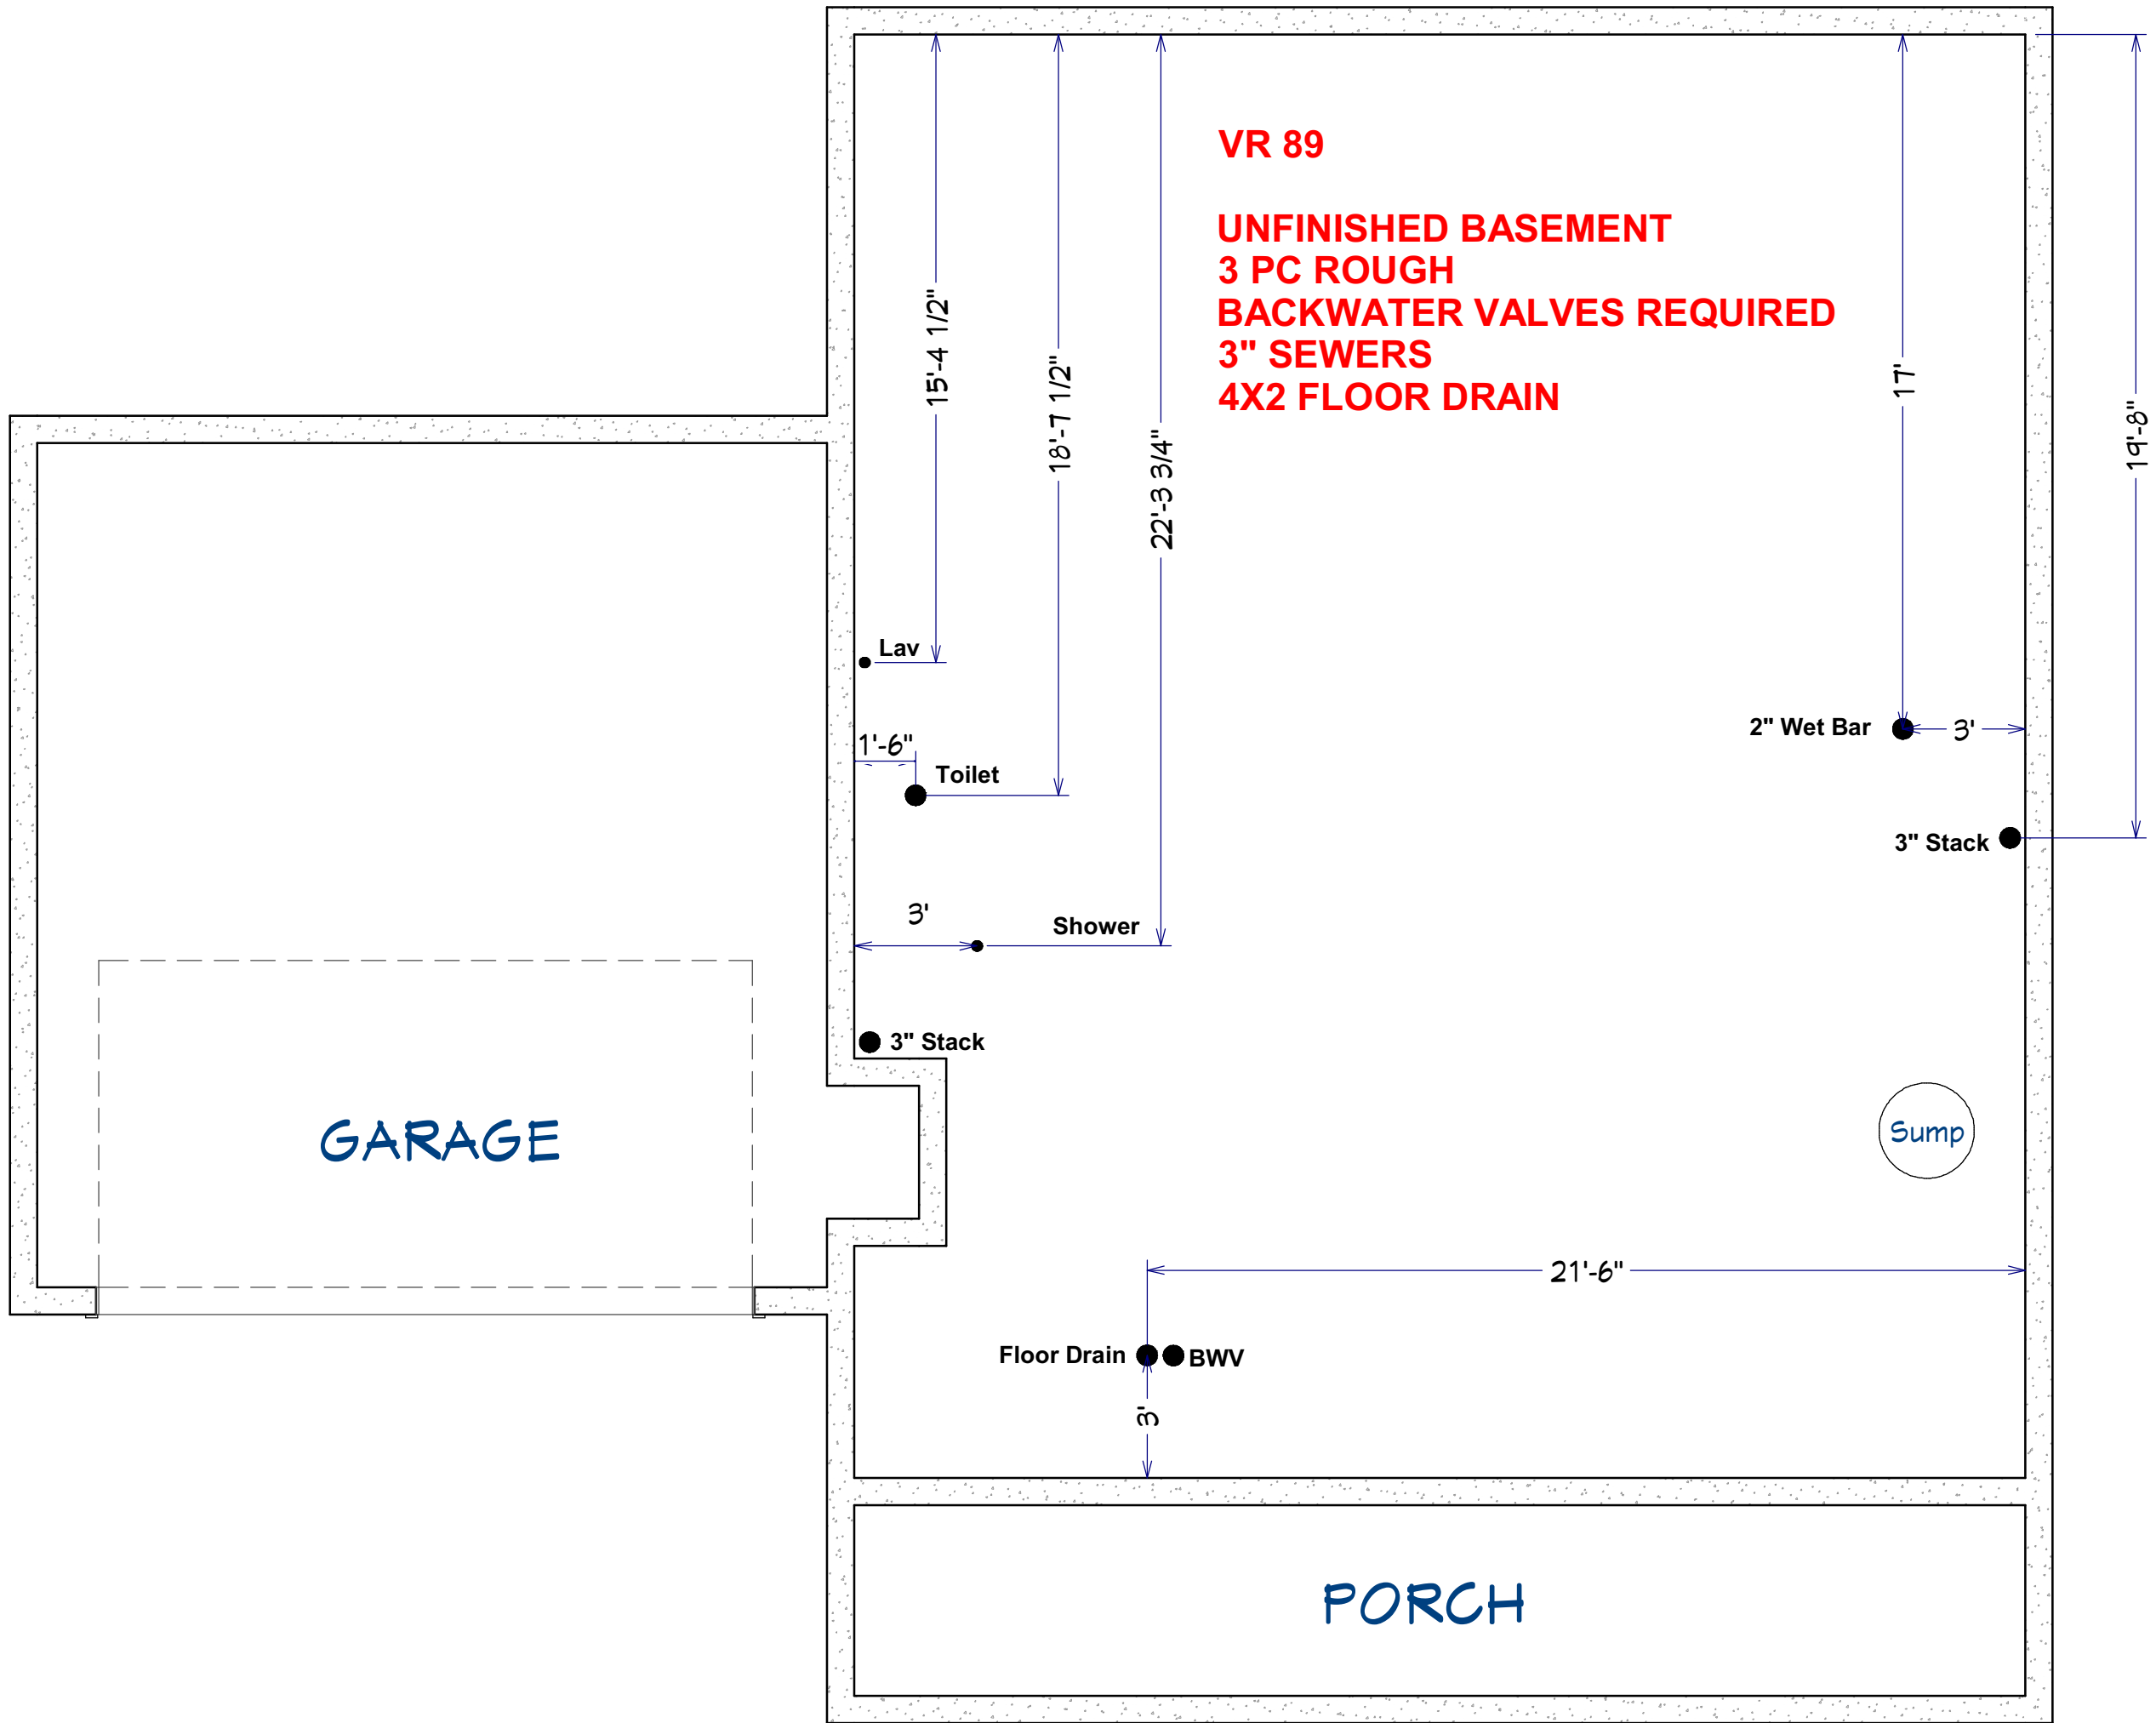 VR 89
UNFINISHED BASEMENT
3 PC ROUGH
BACKWATER VALVES REQUIRED
3" SEWERS
4X2 FLOOR DRAIN
15'-4 1/2"
18'-7 1/2"
22'-3 3/4"
17'
19'-8"
Lav
2" Wet Bar
3'
1'-6"
Toilet
3" Stack
3'
Shower
3" Stack
GARAGE
Sump
21'-6"
Floor Drain
BWV
3'
PORCH